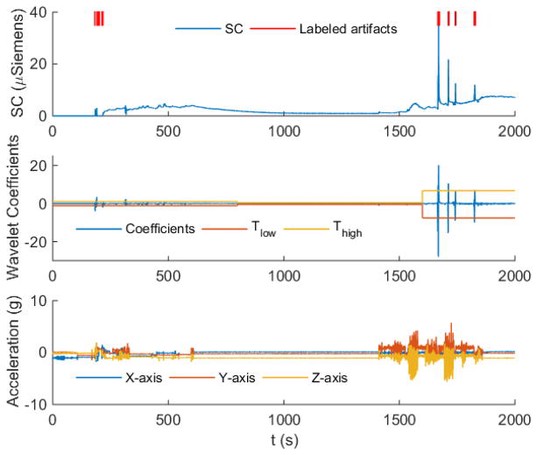 SC (μSiemens)
40
20
0
SC
Labeled artifacts
0 500 1000 1500 2000
Wavelet Coefficients
20
0
-20
Coefficients
Tlow
Thigh
0 500 1000 1500 2000
Acceleration (g)
10
0
-10
X-axis
Y-axis
Z-axis
0 500 1000 1500 2000
t (s)